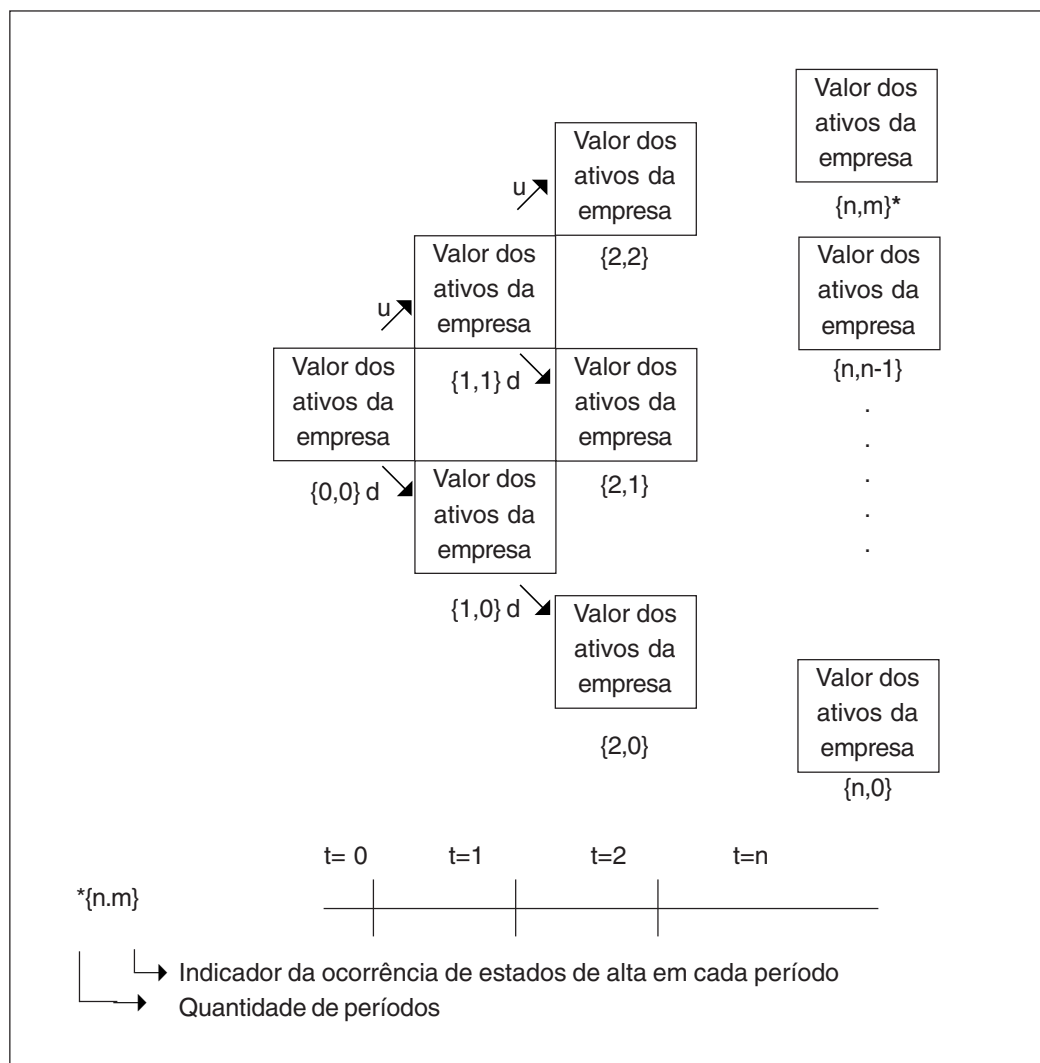 Valor dos
ativos da
empresa
{n,m}*
Valor dos
ativos da
empresa
{n,n-1}
.
.
.
.
.
Valor dos
ativos da
empresa
{n,0}
u
Valor dos
ativos da
empresa
{2,2}
u
Valor dos
ativos da
empresa
{1,1} d
Valor dos
ativos da
empresa
{2,1}
Valor dos
ativos da
empresa
{0,0} d
Valor dos
ativos da
empresa
{1,0} d
Valor dos
ativos da
empresa
{2,0}
t= 0 t=1 t=2 t=n
*{n.m}
Indicador da ocorrência de estados de alta em cada período
Quantidade de períodos